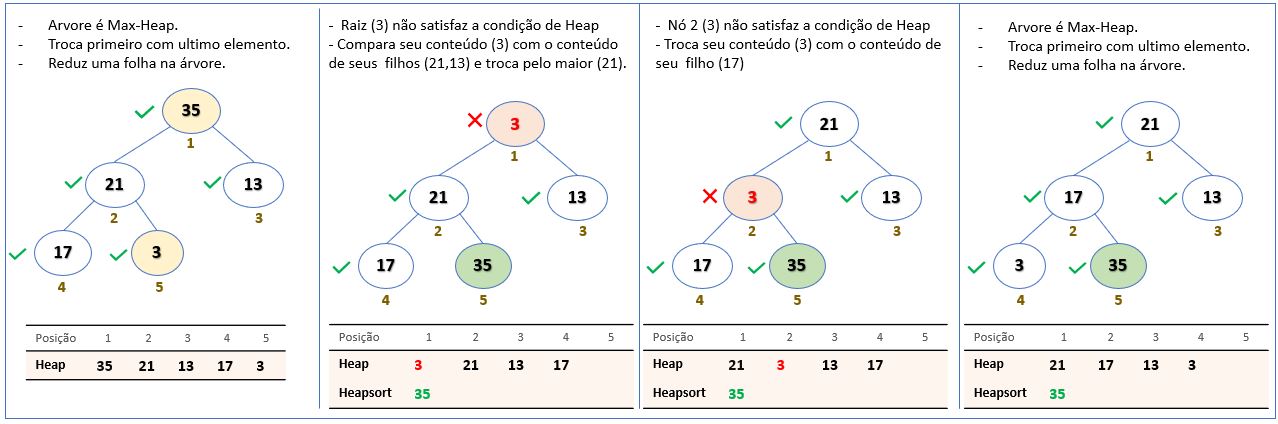 - Arvore é Max-Heap.
- Troca primeiro com ultimo elemento.
- Reduz uma folha na árvore.
35
1
21
13
2
3
17
3
4
5
Posição 1 2 3 4 5
Heap 35 21 13 17 3
- Raiz (3) não satisfaz a condição de Heap
- Compara seu conteúdo (3) com o conteúdo
de seus filhos (21,13) e troca pelo maior (21).
3
1
21
13
2
3
17
35
4
5
Posição 1 2 3 4 5
Heap 3 21 13 17
Heapsort 35
- Nó 2 (3) não satisfaz a condição de Heap
- Troca seu conteúdo (3) com o conteúdo de
seu filho (17)
21
1
3
13
2
3
17
35
4
5
Posição 1 2 3 4 5
Heap 21 3 13 17
Heapsort 35
- Arvore é Max-Heap.
- Troca primeiro com ultimo elemento.
- Reduz uma folha na árvore.
21
1
17
13
2
3
3
35
4
5
Posição 1 2 3 4 5
Heap 21 17 13 3
Heapsort 35